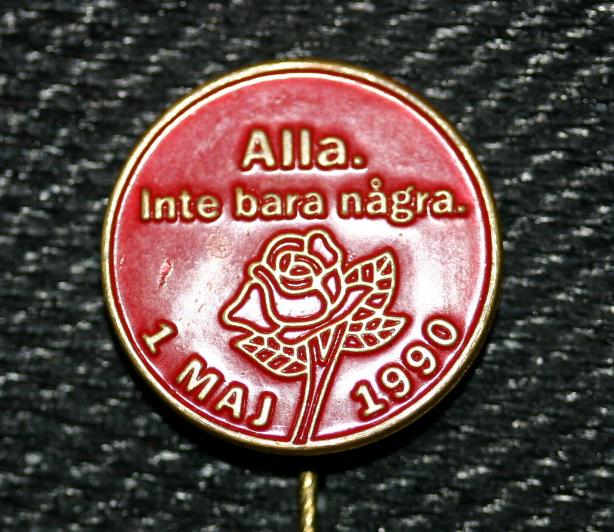 Alla.
Inte bara några.
1 MAJ 1990